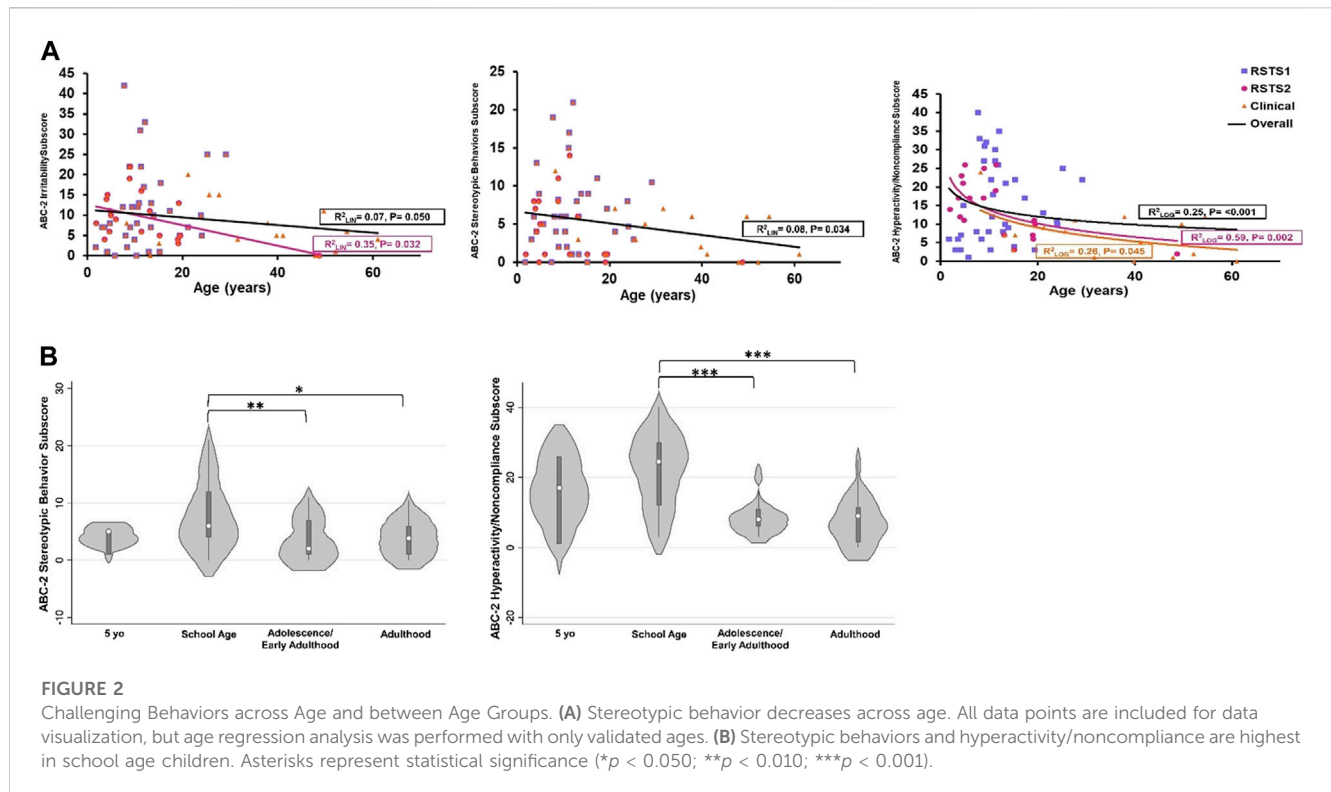 A
ABC-2 IrritabilitySubscore
45
40
35
30
25
20
15
10
5
0
0
20
40
60
Age (years)
R²LIN= 0.07, P= 0.050
R²LIN= 0.35, P= 0.032
ABC-2 Stereotypic Behaviors Subscore
25
20
15
10
5
0
0
20
40
60
Age (years)
R²LIN= 0.08, P= 0.034
ABC-2 Hyperactivity/Noncompliance Subscore
45
40
35
30
25
20
15
10
5
0
0
20
40
60
Age (years)
R²LOG= 0.25, P= <0.001
R²LOG= 0.59, P= 0.002
R²LOG= 0.26, P= 0.045
RSTS1
RSTS2
Clinical
Overall
B
ABC-2 Stereotypic Behavior Subscore
30
20
10
0
-10
*
**
5 yo
School Age
Adolescence/
Early Adulthood
Adulthood
ABC-2 Hyperactivity/Noncompliance Subscore
40
20
0
-20
***
***
5 yo
School Age
Adolescence/
Early Adulthood
Adulthood
FIGURE 2
Challenging Behaviors across Age and between Age Groups. (A) Stereotypic behavior decreases across age. All data points are included for data
visualization, but age regression analysis was performed with only validated ages. (B) Stereotypic behaviors and hyperactivity/noncompliance are highest
in school age children. Asterisks represent statistical significance (*p < 0.050; **p < 0.010; ***p < 0.001).